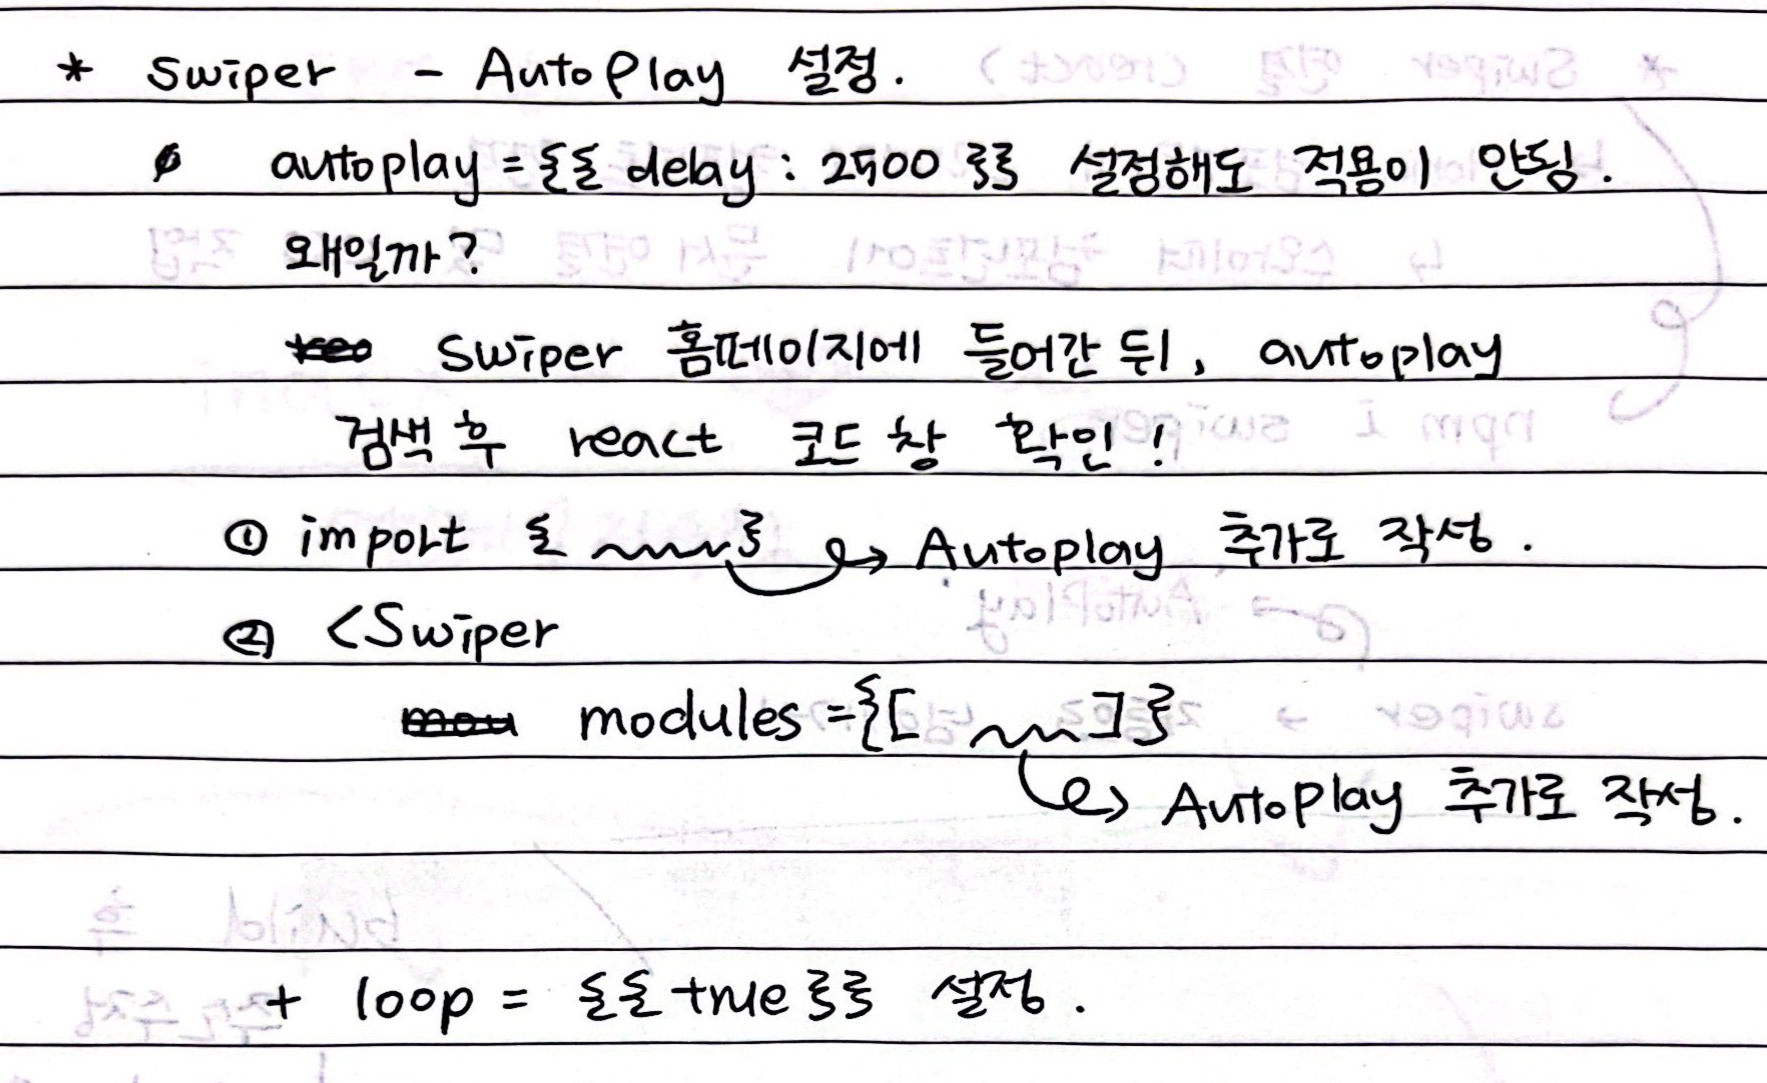 * Swiper - AutoPlay 설정.
autoplay = {{ delay : 2500 }} 설정해도 적용이 안됨.
왜일까?
Swiper 홈페이지에 들어간 뒤, autoplay
검색 후 react 코드 창 확인!
① import { } → Autoplay 추가로 작성.
② <Swiper
modules={[ ]}
→ AutoPlay 추가로 작성.
+ loop = {{ true }} 설정.